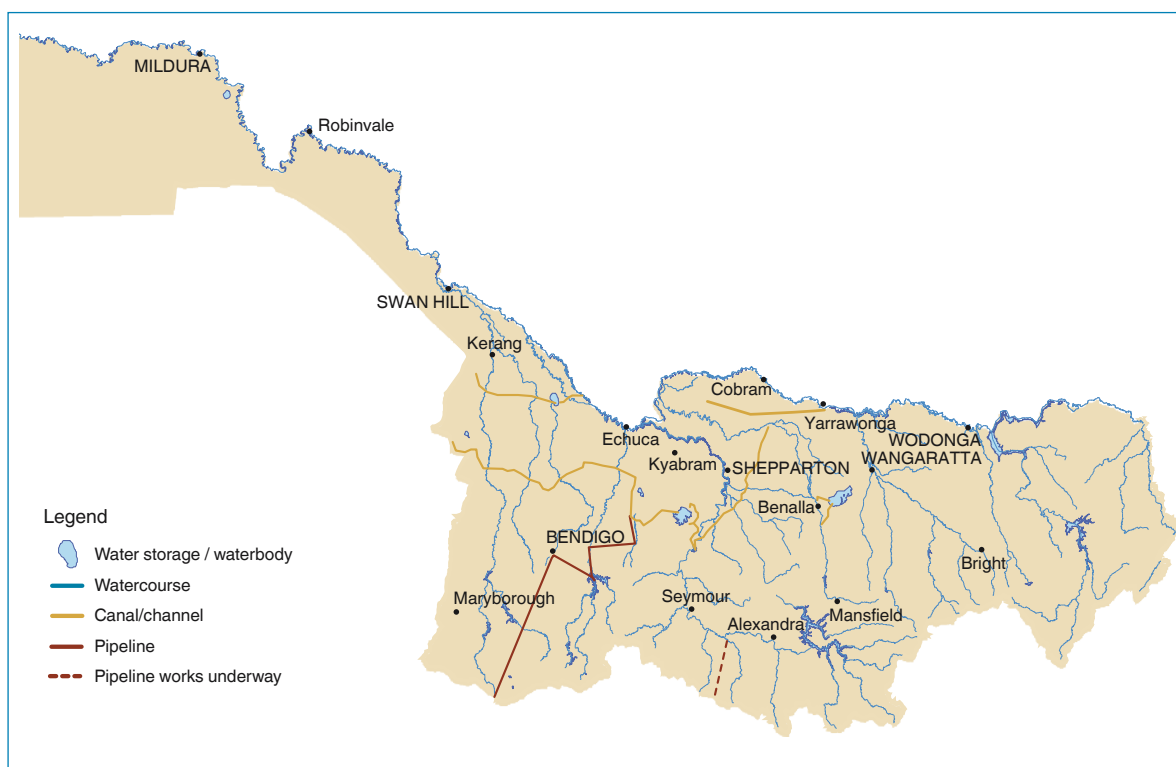 MILDURA
Robinvale
SWAN HILL
Kerang
Cobram
Yarrawonga
Echuca
WODONGA
Kyabram
WANGARATTA
SHEPPARTON
Benalla
BENDIGO
Bright
Maryborough
Seymour
Mansfield
Alexandra
Legend
Water storage / waterbody
Watercourse
Canal/channel
Pipeline
Pipeline works underway